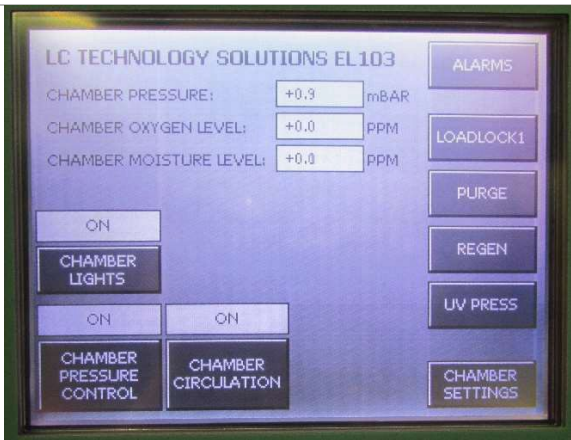 LC TECHNOLOGY SOLUTIONS EL103
CHAMBER PRESSURE: +0.9 mBAR
CHAMBER OXYGEN LEVEL: +0.0 PPM
CHAMBER MOISTURE LEVEL: +0.0 PPM
ON
CHAMBER
LIGHTS
ON
CHAMBER
PRESSURE
CONTROL
ON
CHAMBER
CIRCULATION
ALARMS
LOADLOCK1
PURGE
REGEN
UV PRESS
CHAMBER
SETTINGS